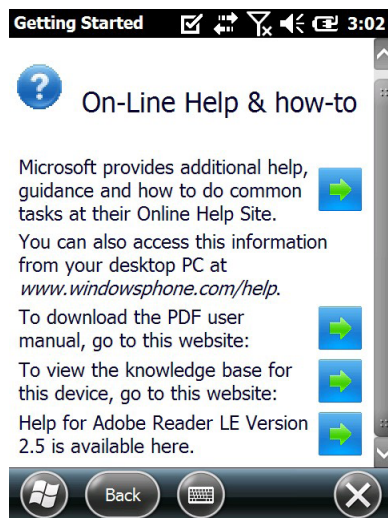 Getting Started 3:02
On-Line Help & how-to
Microsoft provides additional help,
guidance and how to do common
tasks at their Online Help Site.
You can also access this information
from your desktop PC at
www.windowsphone.com/help.
To download the PDF user
manual, go to this website:
To view the knowledge base for
this device, go to this website:
Help for Adobe Reader LE Version
2.5 is available here.
Back